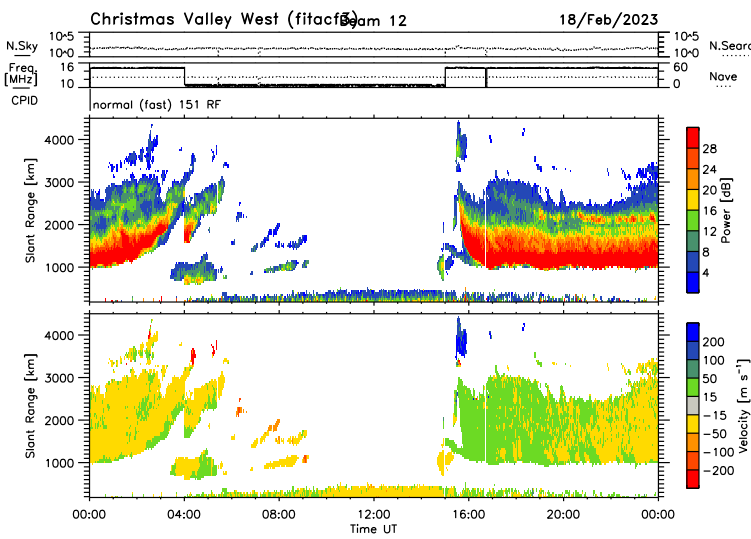 Christmas Valley West (fitacf3) Beam 12 18/Feb/2023
N.Sky 10^5 10^0 10^5 10^0 N.Searc
Freq. [MHz] 16 10 60 0 Nave
CPID normal (fast) 151 RF
Slant Range [km]
4000
3000
2000
1000
28
24
20
16
12
8
4
Power [dB]
Slant Range [km]
4000
3000
2000
1000
200
100
50
15
-15
-50
-100
-200
Velocity [m s⁻¹]
00:00 04:00 08:00 12:00 16:00 20:00 00:00
Time UT